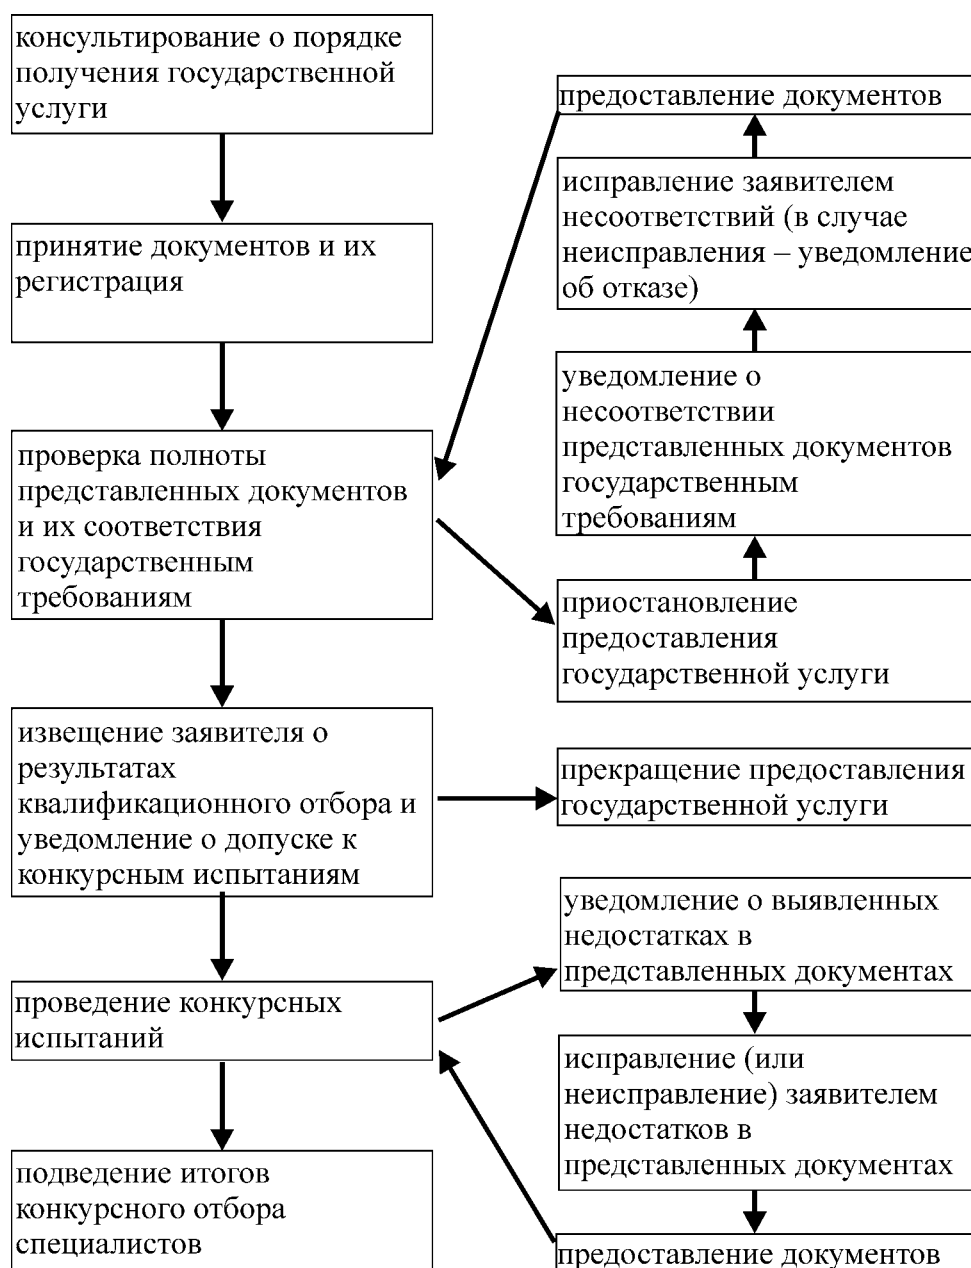 консультирование о порядке
получения государственной
услуги
принятие документов и их
регистрация
проверка полноты
представленных документов
и их соответствия
государственным
требованиям
извещение заявителя о
результатах
квалификационного отбора и
уведомление о допуске к
конкурсным испытаниям
проведение конкурсных
испытаний
подведение итогов
конкурсного отбора
специалистов
предоставление документов
исправление заявителем
несоответствий (в случае
неисправления – уведомление
об отказе)
уведомление о
несоответствии
представленных документов
государственным
требованиям
приостановление
предоставления
государственной услуги
прекращение предоставления
государственной услуги
уведомление о выявленных
недостатках в
представленных документах
исправление (или
неисправление) заявителем
недостатков в
представленных документах
предоставление документов